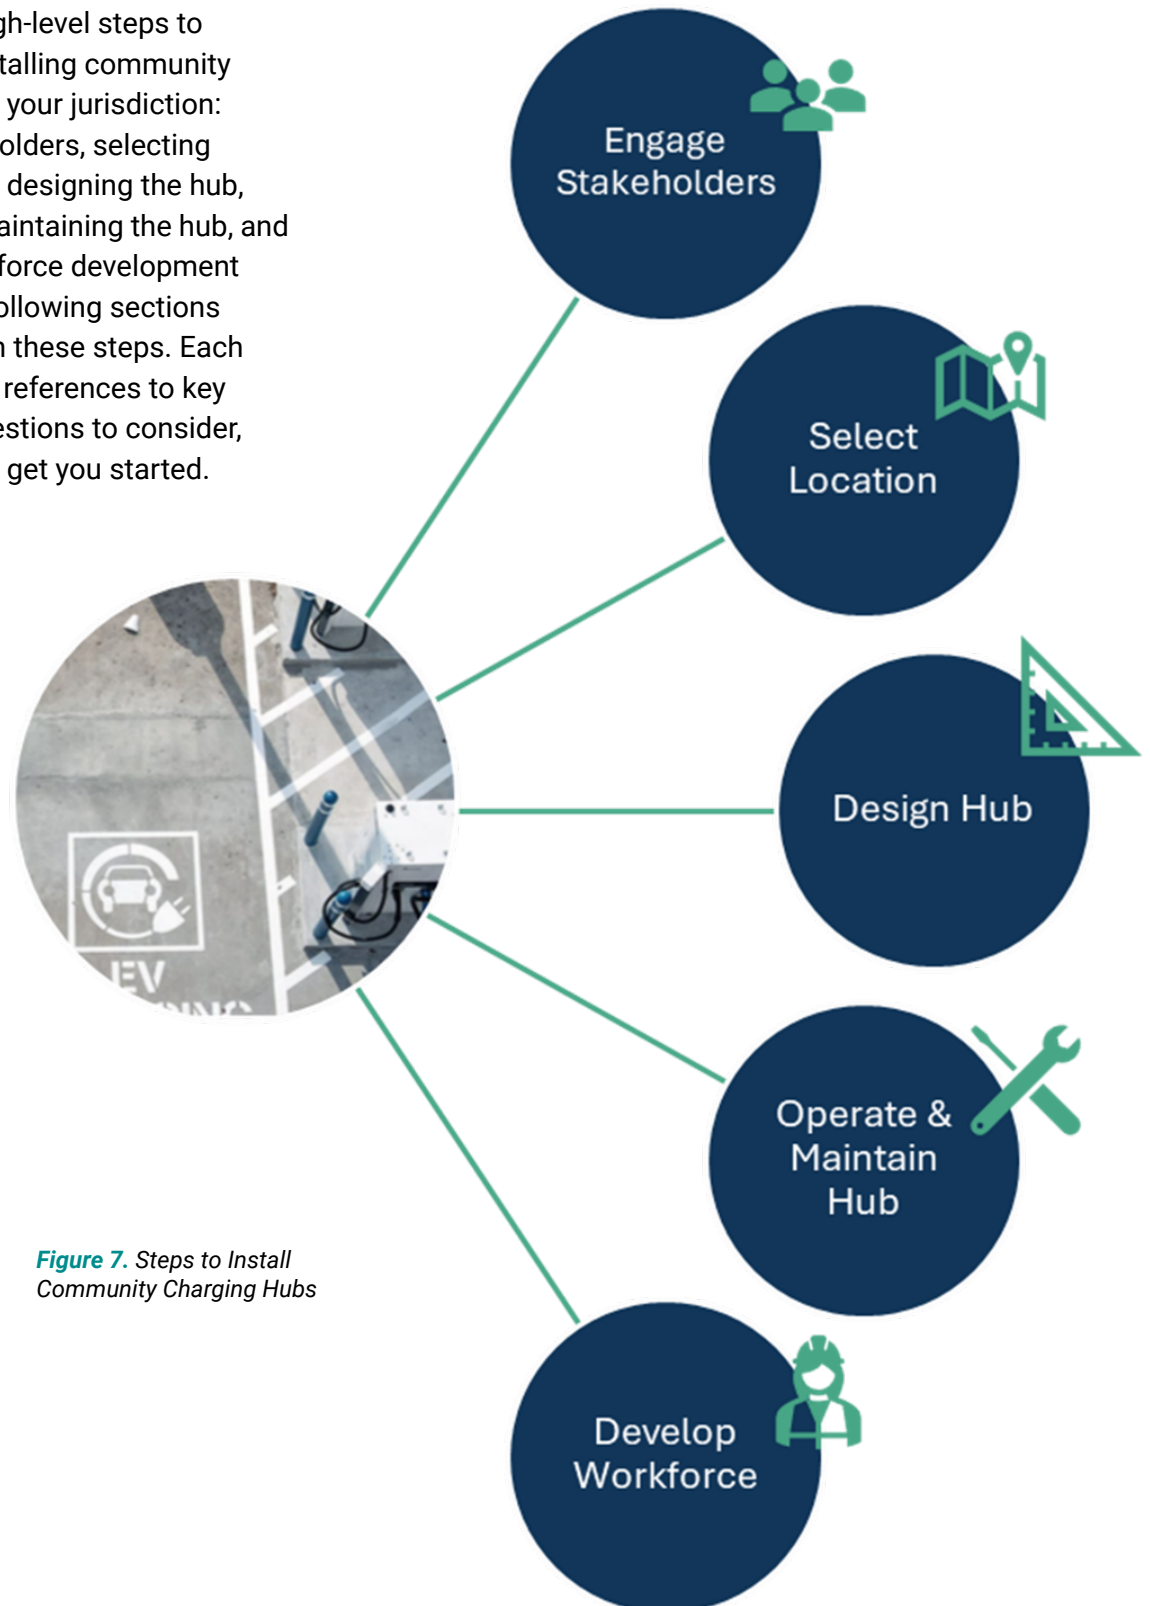 gh-level steps to
talling community
your jurisdiction:
olders, selecting
designing the hub,
aintaining the hub, and
force development
ollowing sections
n these steps. Each
references to key
estions to consider,
get you started.
Engage
Stakeholders
Select
Location
Design Hub
EV
Operate &
Maintain
Hub
Figure 7. Steps to Install
Community Charging Hubs
Develop
Workforce